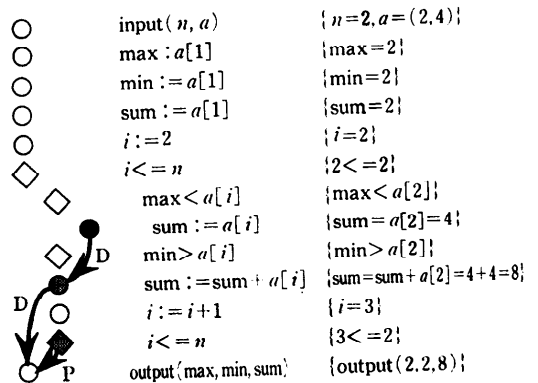 input(n, a) {n=2, a=(2,4)}
max :a[1] {max=2}
min :=a[1] {min=2}
sum :=a[1] {sum=2}
i:=2 {i=2}
i<=n {2<=2}
max<a[i] {max<a[2]}
sum :=a[i] {sum=a[2]=4}
D min>a[i] {min>a[2]}
sum :=sum+a[i] {sum=sum+a[2]=4+4=8}
D i:=i+1 {i=3}
i<=n {3<=2}
P output(max, min, sum) {output(2,2,8)}